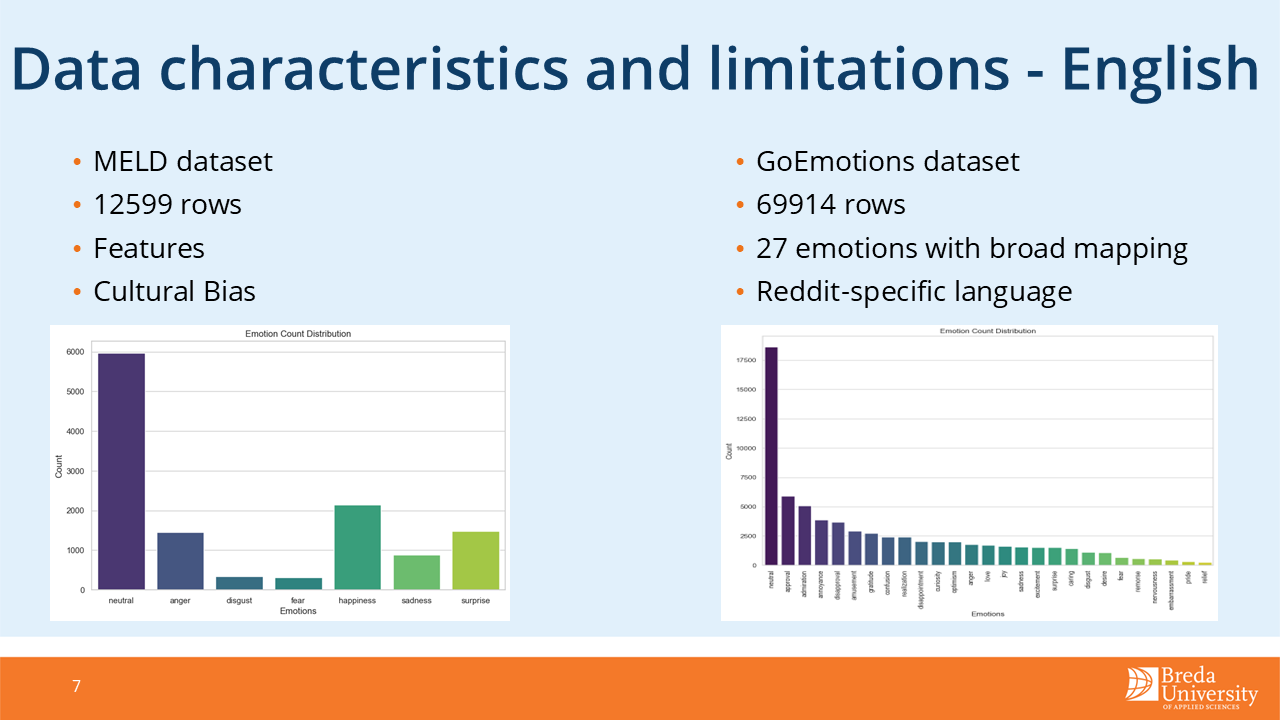 Data characteristics and limitations - English
• MELD dataset
• 12599 rows
• Features
• Cultural Bias
• GoEmotions dataset
• 69914 rows
• 27 emotions with broad mapping
• Reddit-specific language
Emotion Count Distribution
6000
5000
4000
3000
2000
1000
0
Count
neutral anger disgust fear happiness sadness surprise
Emotions
Emotion Count Distribution
17500
15000
12500
10000
7500
5000
2500
0
Count
neutral approval admiration annoyance disapproval amusement gratitude confusion realization disappointment curiosity optimism anger love joy sadness excitement surprise caring disgust desire fear remorse nervousness embarrassment pride relief
Emotions
7
Breda
University
OF APPLIED SCIENCES